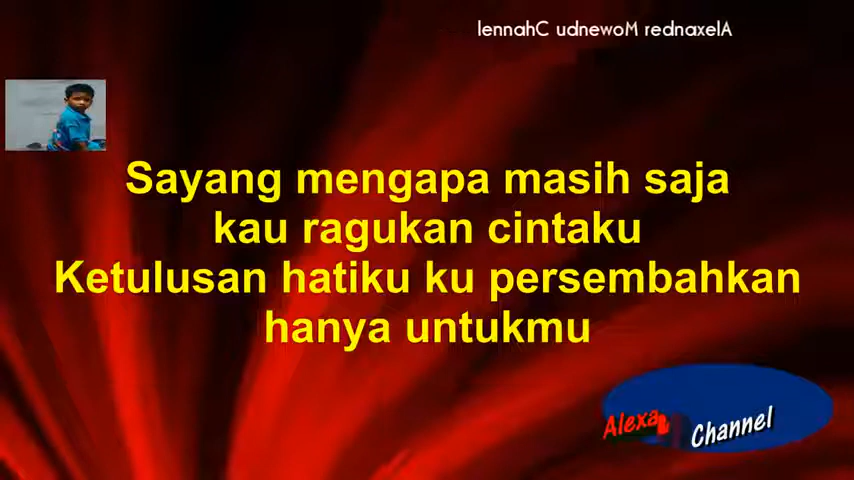 lennahC udnewoM rednaxelA
Sayang mengapa masih saja
kau ragukan cintaku
Ketulusan hatiku ku persembahkan
hanya untukmu
Alexa Channel